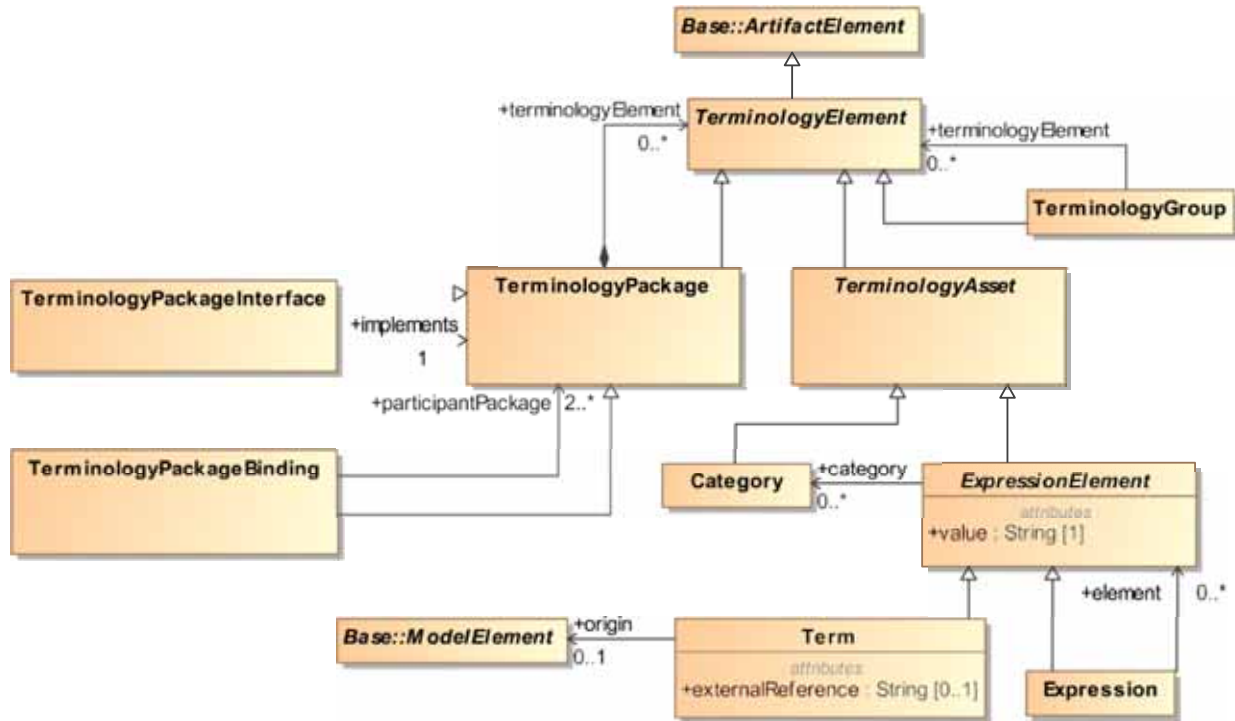 Base::ArtifactElement
+terminologyElement
TerminologyElement
0..*
+terminologyElement
0..*
TerminologyGroup
TerminologyPackageInterface
+implements
1
TerminologyPackage
TerminologyAsset
+participantPackage 2..*
TerminologyPackageBinding
Category
+category
0..*
ExpressionElement
attributes
+value : String [1]
+element 0..*
Base::ModelElement
+origin
0..1
Term
attributes
+externalReference : String [0..1]
Expression